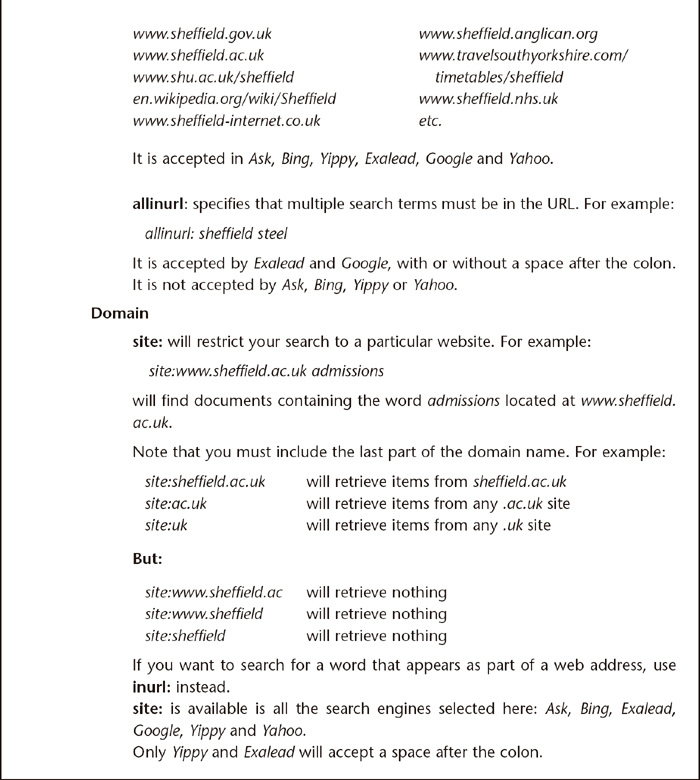 www.sheffield.gov.uk www.sheffield.anglican.org
www.sheffield.ac.uk www.travelsouthyorkshire.com/
www.shu.ac.uk/sheffield timetables/sheffield
en.wikipedia.org/wiki/Sheffield www.sheffield.nhs.uk
www.sheffield-internet.co.uk etc.
It is accepted in Ask, Bing, Yippy, Exalead, Google and Yahoo.
allinurl: specifies that multiple search terms must be in the URL. For example:
allinurl: sheffield steel
It is accepted by Exalead and Google, with or without a space after the colon.
It is not accepted by Ask, Bing, Yippy or Yahoo.
Domain
site: will restrict your search to a particular website. For example:
site:www.sheffield.ac.uk admissions
will find documents containing the word admissions located at www.sheffield.
ac.uk.
Note that you must include the last part of the domain name. For example:
site:sheffield.ac.uk will retrieve items from sheffield.ac.uk
site:ac.uk will retrieve items from any .ac.uk site
site:uk will retrieve items from any .uk site
But:
site:www.sheffield.ac will retrieve nothing
site:www.sheffield will retrieve nothing
site:sheffield will retrieve nothing
If you want to search for a word that appears as part of a web address, use
inurl: instead.
site: is available is all the search engines selected here: Ask, Bing, Exalead,
Google, Yippy and Yahoo.
Only Yippy and Exalead will accept a space after the colon.